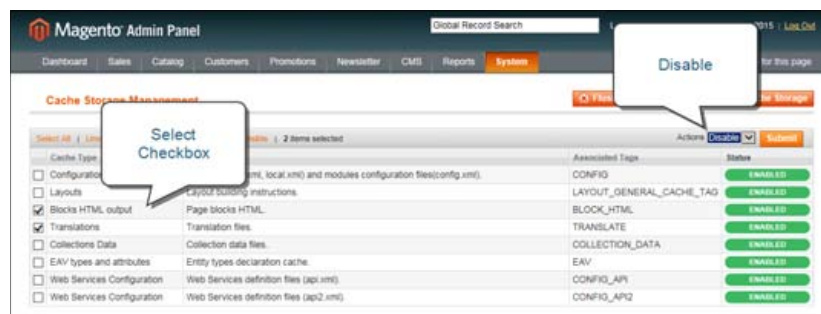 Magento Admin Panel
Global Record Search
2015 | Log Out
Dashboard Sales Catalog Customers Promotions Newsletter CMS Reports System
for this page
Disable
Cache Storage Management
Storage
Select All
2 items selected
Actions Disable Submit
Select Checkbox
Cache Type Associated Tags Status
local.xml) and modules configuration files(config.xml). CONFIG ENABLED
Layouts Layout building instructions. LAYOUT_GENERAL_CACHE_TAG ENABLED
Blocks HTML output Page blocks HTML. BLOCK_HTML ENABLED
Translations Translation files. TRANSLATE ENABLED
Collections Data Collection data files. COLLECTION_DATA ENABLED
EAV types and attributes Entity types declaration cache. EAV ENABLED
Web Services Configuration Web Services definition files (api.xml). CONFIG_API ENABLED
Web Services Configuration Web Services definition files (api2.xml). CONFIG_API2 ENABLED